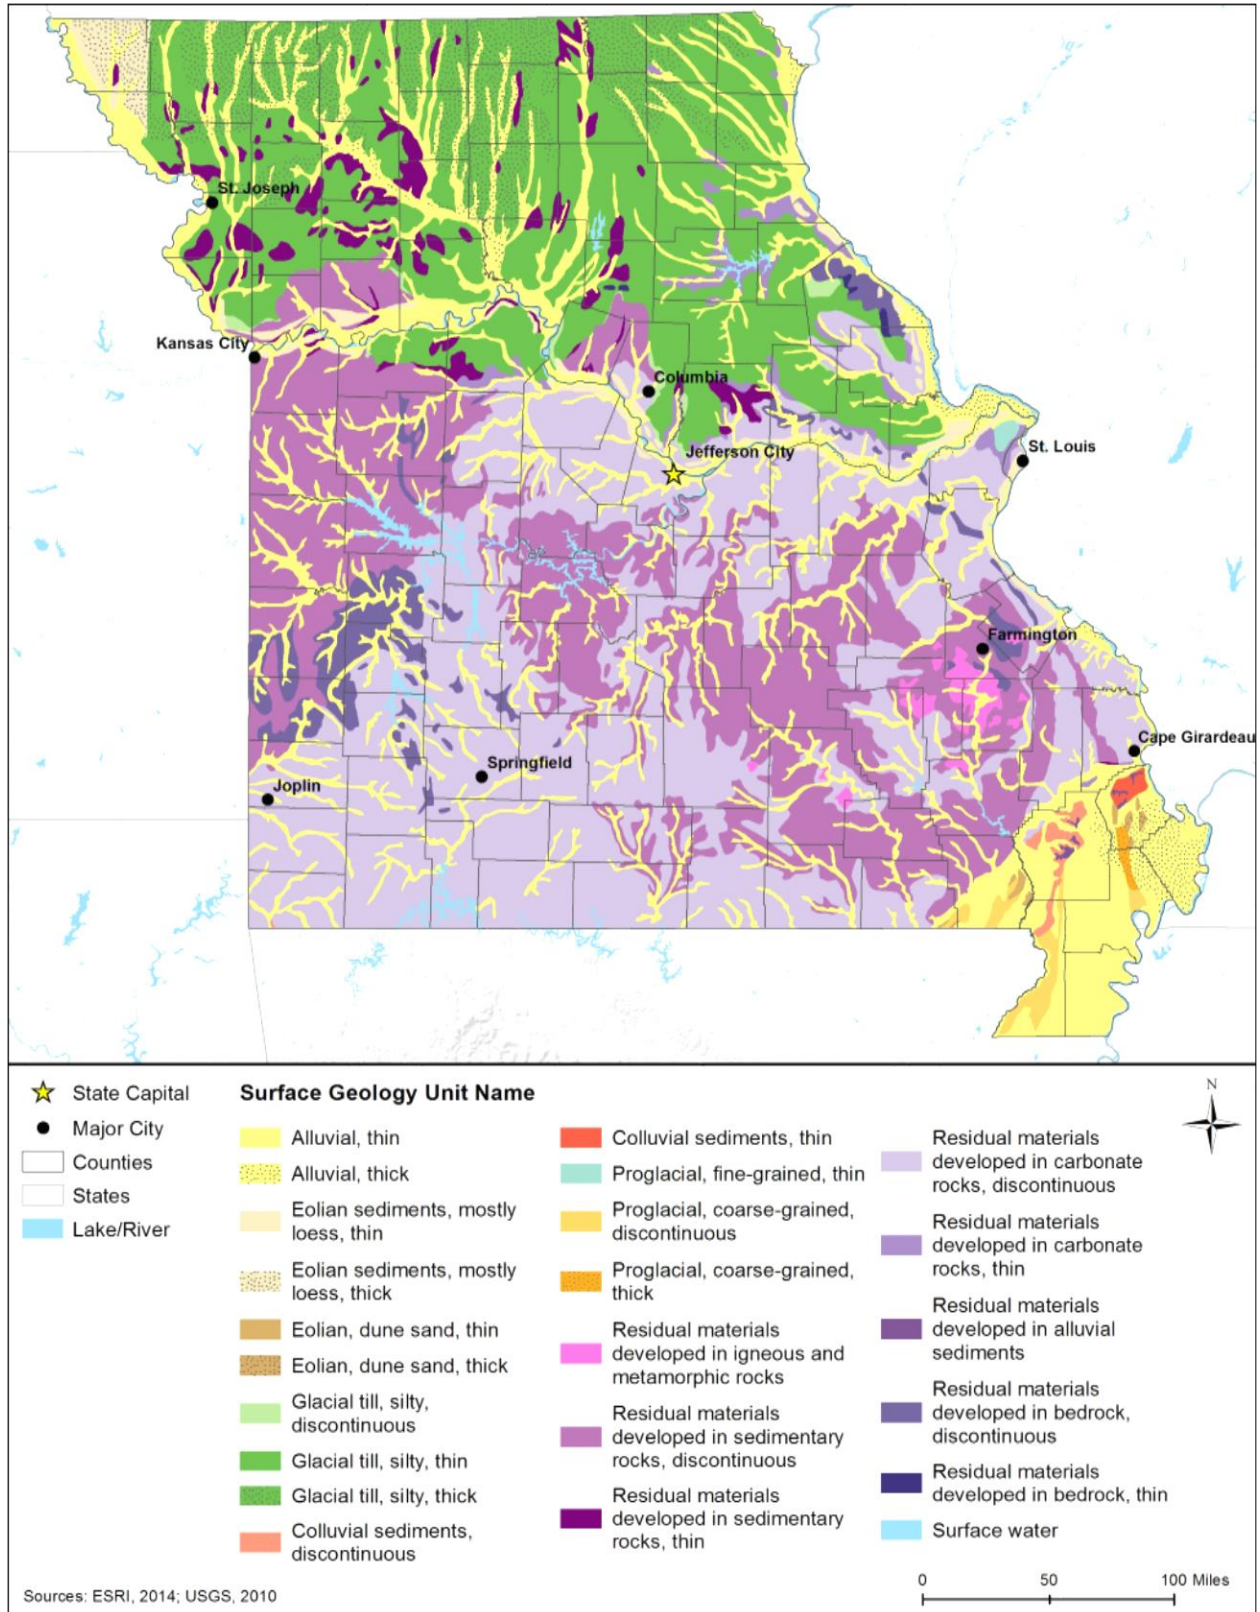 St. Joseph
Kansas City
Columbia
Jefferson City
St. Louis
Farmington
Cape Girardeau
Springfield
Joplin
State Capital
Major City
Counties
States
Lake/River
Surface Geology Unit Name
Alluvial, thin
Alluvial, thick
Eolian sediments, mostly
loess, thin
Eolian sediments, mostly
loess, thick
Eolian, dune sand, thin
Eolian, dune sand, thick
Glacial till, silty,
discontinuous
Glacial till, silty, thin
Glacial till, silty, thick
Colluvial sediments,
discontinuous
Colluvial sediments, thin
Proglacial, fine-grained, thin
Proglacial, coarse-grained,
discontinuous
Proglacial, coarse-grained,
thick
Residual materials
developed in igneous and
metamorphic rocks
Residual materials
developed in sedimentary
rocks, discontinuous
Residual materials
developed in sedimentary
rocks, thin
Residual materials
developed in carbonate
rocks, discontinuous
Residual materials
developed in carbonate
rocks, thin
Residual materials
developed in alluvial
sediments
Residual materials
developed in bedrock,
discontinuous
Residual materials
developed in bedrock, thin
Surface water
N
0 50 100 Miles
Sources: ESRI, 2014; USGS, 2010